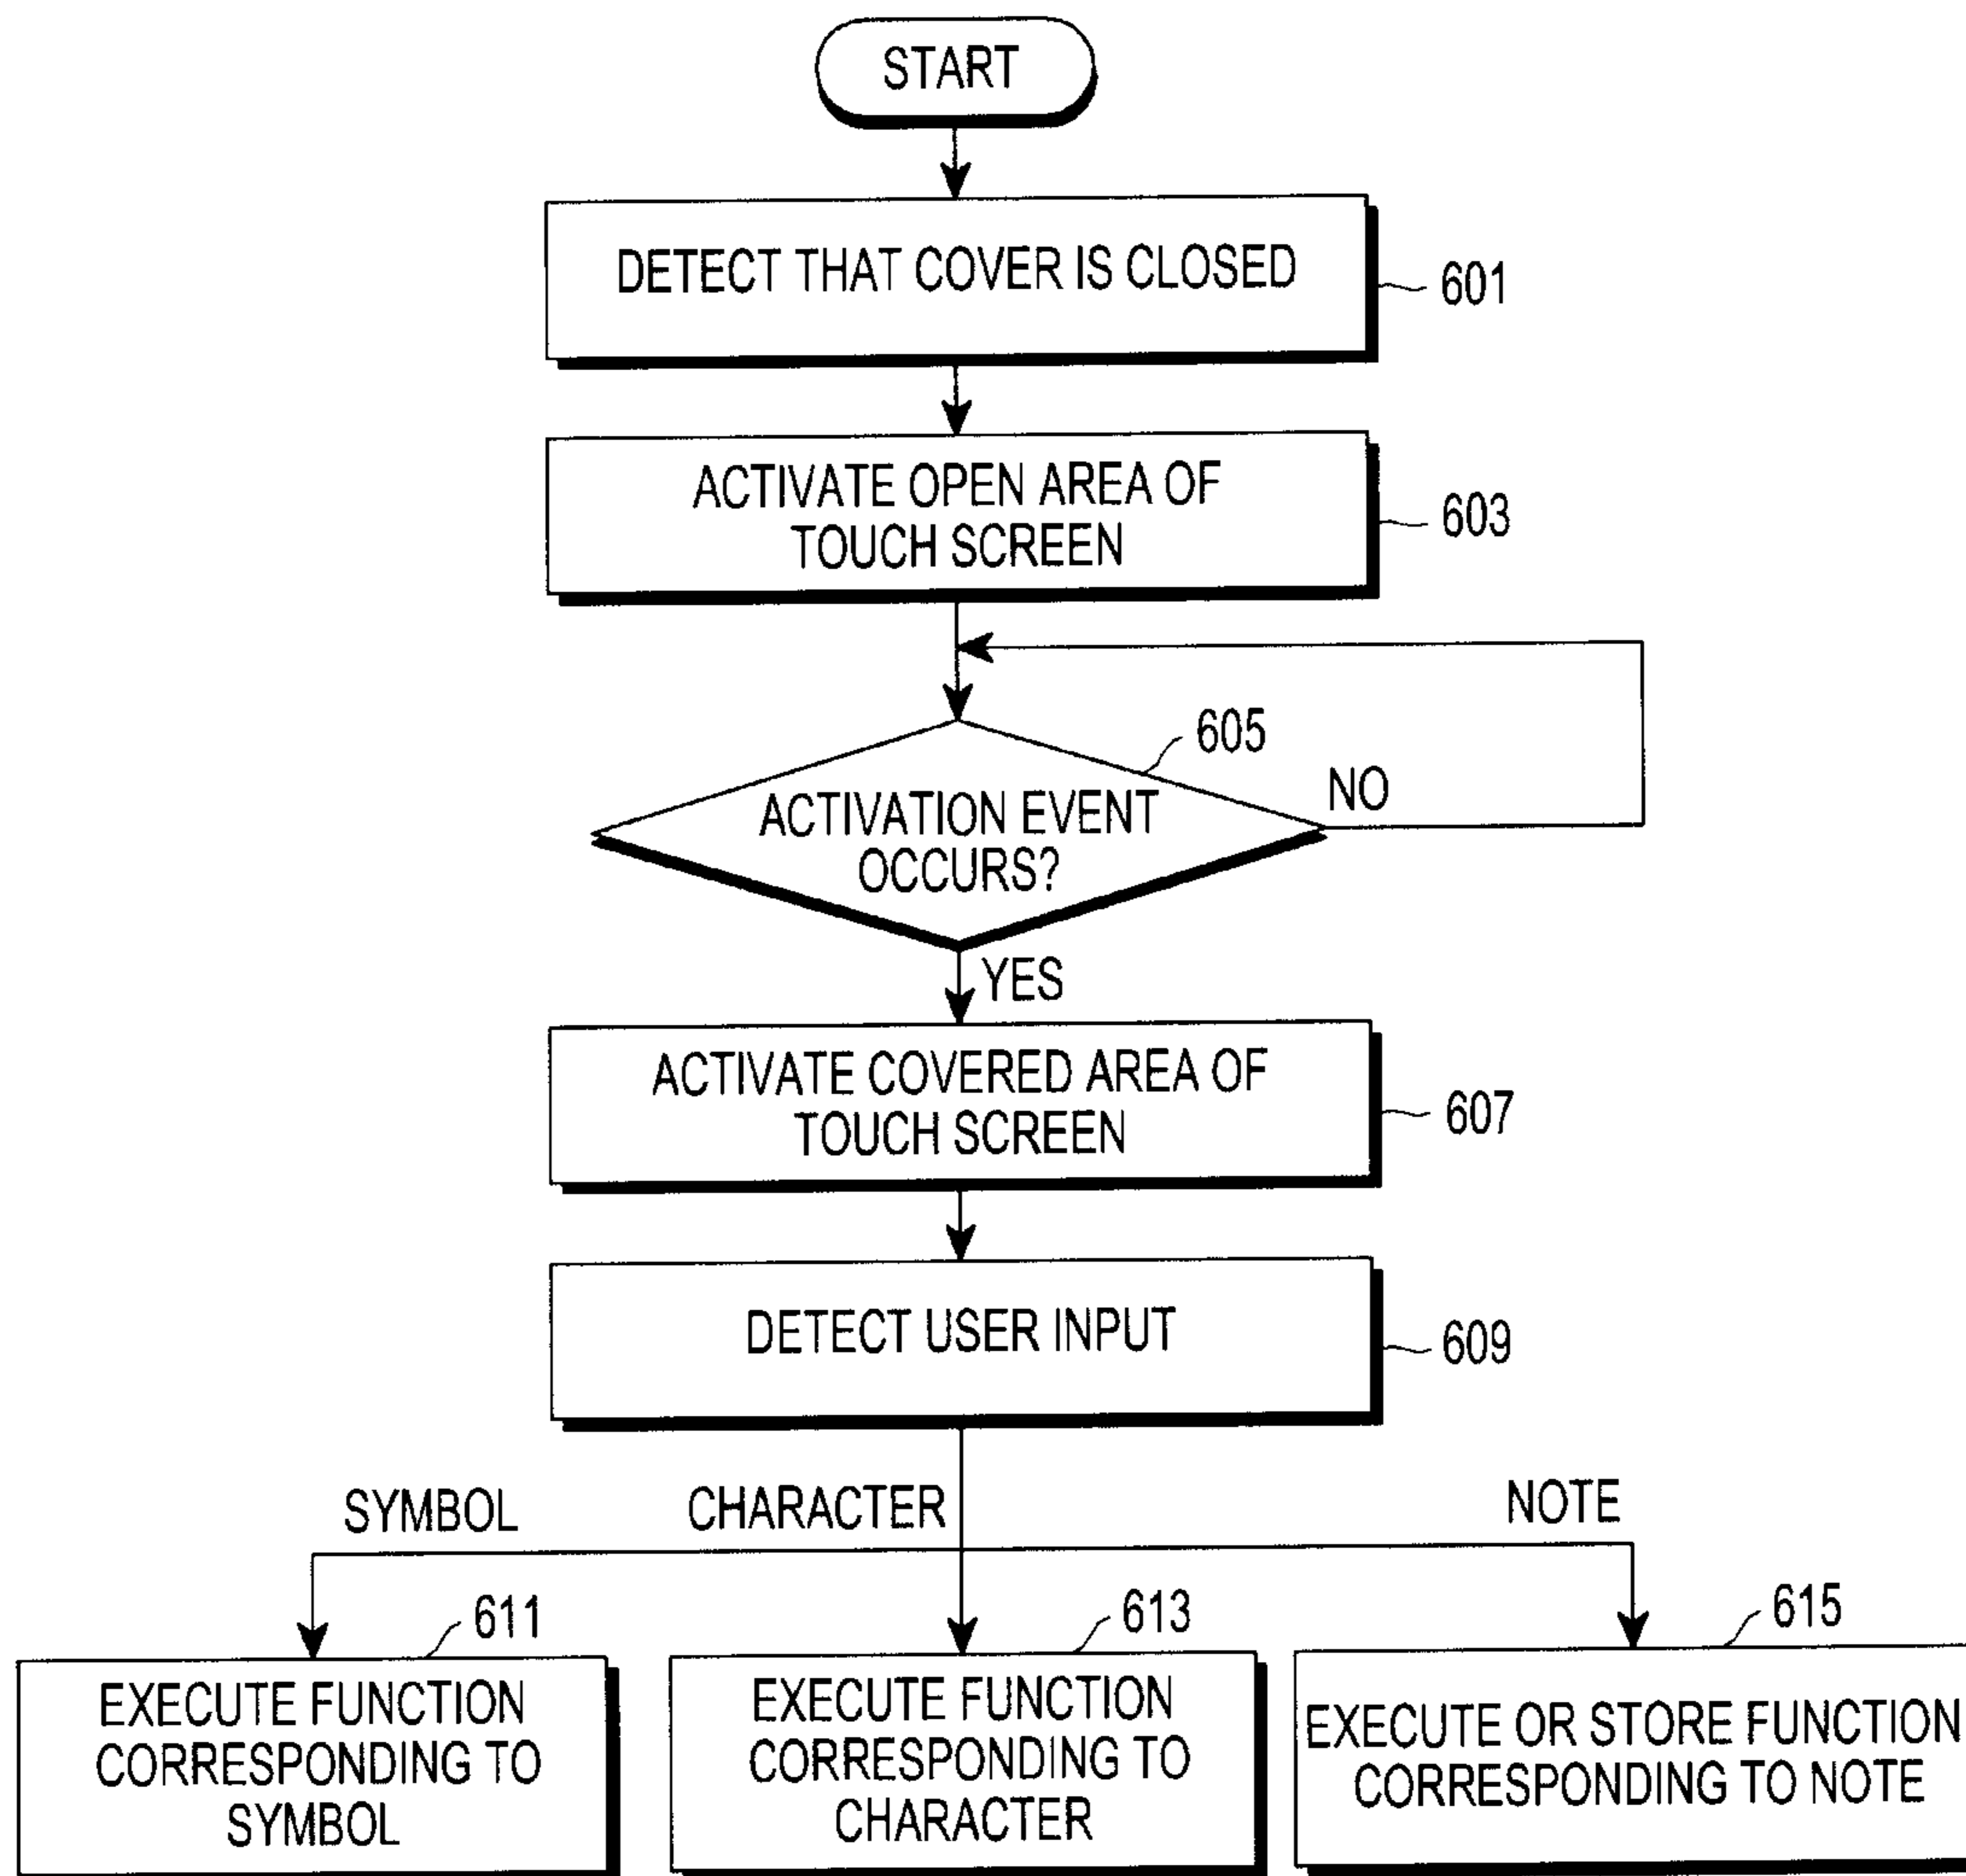 START
DETECT THAT COVER IS CLOSED
601
ACTIVATE OPEN AREA OF
TOUCH SCREEN
603
605
ACTIVATION EVENT
OCCURS?
NO
YES
ACTIVATE COVERED AREA OF
TOUCH SCREEN
607
DETECT USER INPUT
609
SYMBOL
CHARACTER
NOTE
611
EXECUTE FUNCTION
CORRESPONDING TO
SYMBOL
613
EXECUTE FUNCTION
CORRESPONDING TO
CHARACTER
615
EXECUTE OR STORE FUNCTION
CORRESPONDING TO NOTE